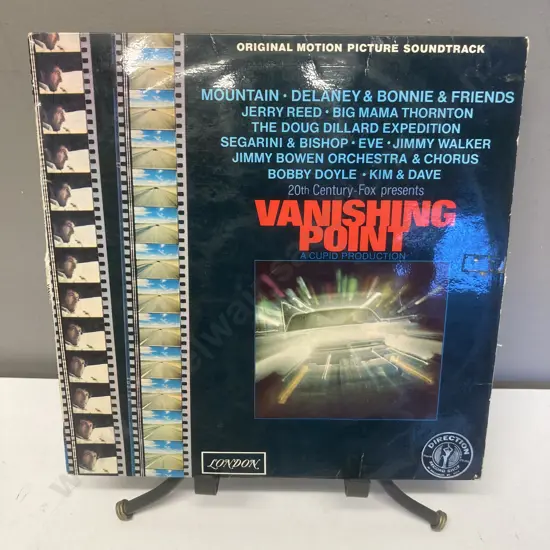 ORIGINAL MOTION PICTURE SOUNDTRACK
MOUNTAIN • DELANEY & BONNIE & FRIENDS
JERRY REED • BIG MAMA THORNTON
THE DOUG DILLARD EXPEDITION
SEGARINI & BISHOP • EVE • JIMMY WALKER
JIMMY BOWEN ORCHESTRA & CHORUS
BOBBY DOYLE • KIM & DAVE
20th Century-Fox presents
VANISHING
POINT
A CUPID PRODUCTION
LONDON
DIRECTION